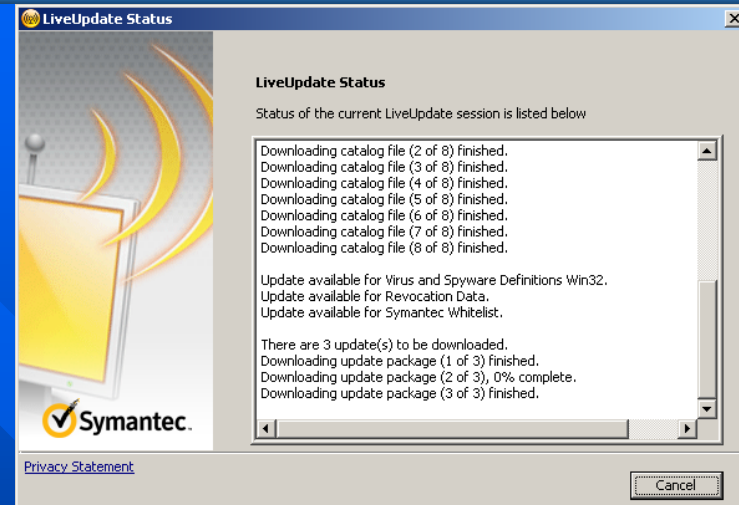 LiveUpdate Status
LiveUpdate Status
Status of the current LiveUpdate session is listed below
Downloading catalog file (2 of 8) finished.
Downloading catalog file (3 of 8) finished.
Downloading catalog file (4 of 8) finished.
Downloading catalog file (5 of 8) finished.
Downloading catalog file (6 of 8) finished.
Downloading catalog file (7 of 8) finished.
Downloading catalog file (8 of 8) finished.
Update available for Virus and Spyware Definitions Win32.
Update available for Revocation Data.
Update available for Symantec Whitelist.
There are 3 update(s) to be downloaded.
Downloading update package (1 of 3) finished.
Downloading update package (2 of 3), 0% complete.
Downloading update package (3 of 3) finished.
Symantec.
Privacy Statement
Cancel